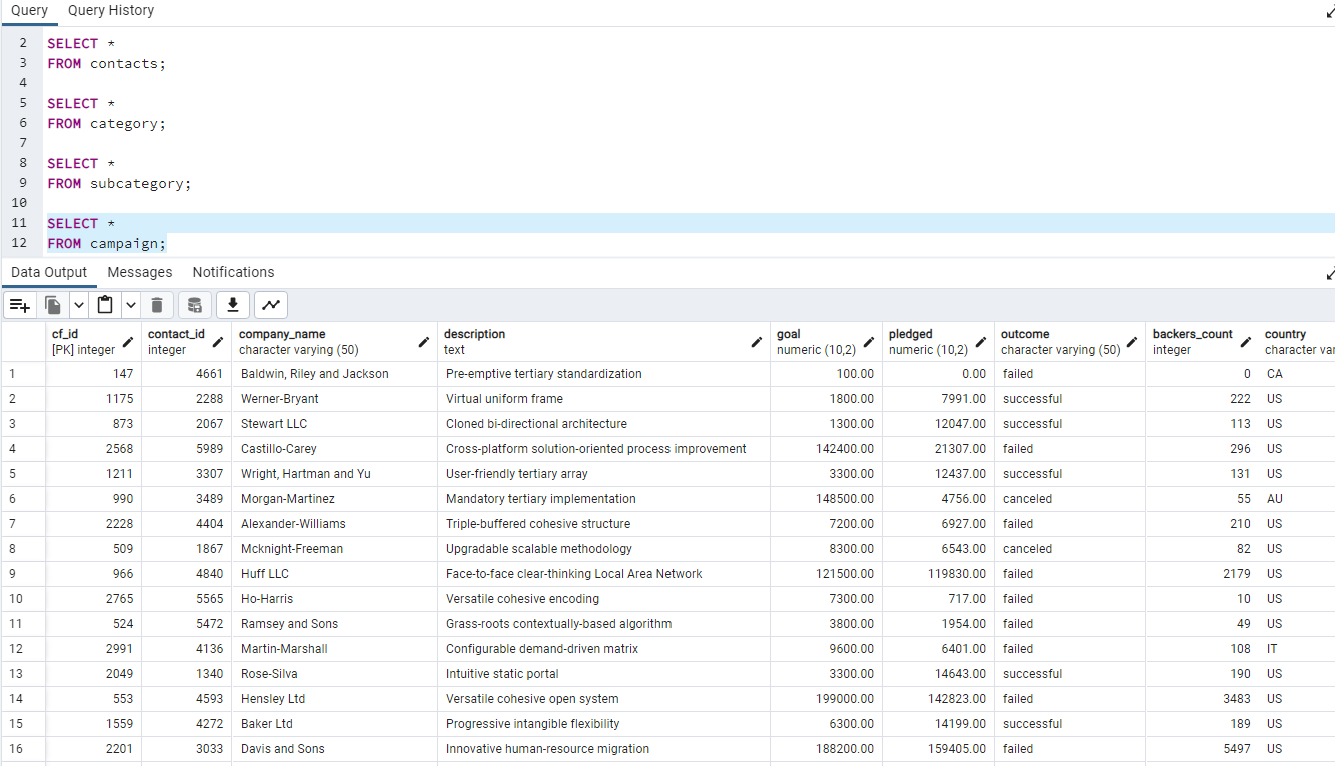 Query Query History
2 SELECT *
3 FROM contacts;
4
5 SELECT *
6 FROM category;
7
8 SELECT *
9 FROM subcategory;
10
11 SELECT *
12 FROM campaign;
Data Output Messages Notifications
cf_id contact_id company_name description goal pledged outcome backers_count country
[PK] integer integer character varying (50) text numeric (10,2) numeric (10,2) character varying (50) integer character var
1 147 4661 Baldwin, Riley and Jackson Pre-emptive tertiary standardization 100.00 0.00 failed 0 CA
2 1175 2288 Werner-Bryant Virtual uniform frame 1800.00 7991.00 successful 222 US
3 873 2067 Stewart LLC Cloned bi-directional architecture 1300.00 12047.00 successful 113 US
4 2568 5989 Castillo-Carey Cross-platform solution-oriented process improvement 142400.00 21307.00 failed 296 US
5 1211 3307 Wright, Hartman and Yu User-friendly tertiary array 3300.00 12437.00 successful 131 US
6 990 3489 Morgan-Martinez Mandatory tertiary implementation 148500.00 4756.00 canceled 55 AU
7 2228 4404 Alexander-Williams Triple-buffered cohesive structure 7200.00 6927.00 failed 210 US
8 509 1867 Mcknight-Freeman Upgradable scalable methodology 8300.00 6543.00 canceled 82 US
9 966 4840 Huff LLC Face-to-face clear-thinking Local Area Network 121500.00 119830.00 failed 2179 US
10 2765 5565 Ho-Harris Versatile cohesive encoding 7300.00 717.00 failed 10 US
11 524 5472 Ramsey and Sons Grass-roots contextually-based algorithm 3800.00 1954.00 failed 49 US
12 2991 4136 Martin-Marshall Configurable demand-driven matrix 9600.00 6401.00 failed 108 IT
13 2049 1340 Rose-Silva Intuitive static portal 3300.00 14643.00 successful 190 US
14 553 4593 Hensley Ltd Versatile cohesive open system 199000.00 142823.00 failed 3483 US
15 1559 4272 Baker Ltd Progressive intangible flexibility 6300.00 14199.00 successful 189 US
16 2201 3033 Davis and Sons Innovative human-resource migration 188200.00 159405.00 failed 5497 US